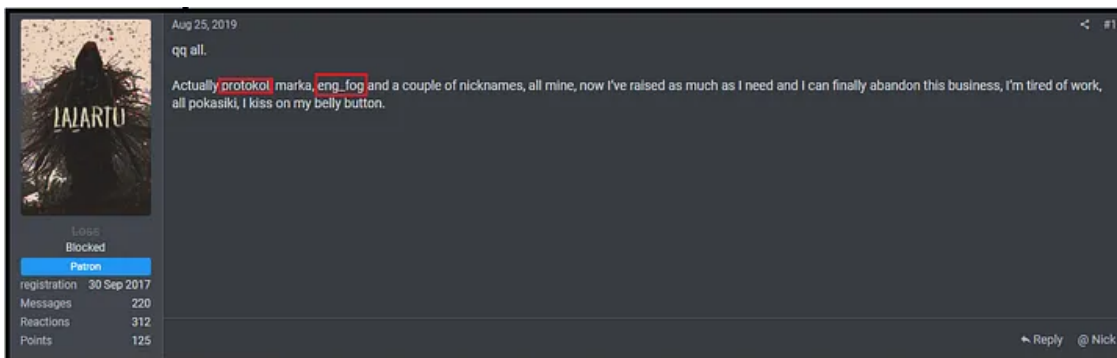 Aug 25, 2019
#1
qq all.
Actually protokol, marka, eng_fog and a couple of nicknames, all mine, now I've raised as much as I need and I can finally abandon this business, I'm tired of work,
all pokasiki, I kiss on my belly button.
LALARTU
Loss
Blocked
Patron
registration 30 Sep 2017
Messages 220
Reactions 312
Points 125
Reply @ Nick